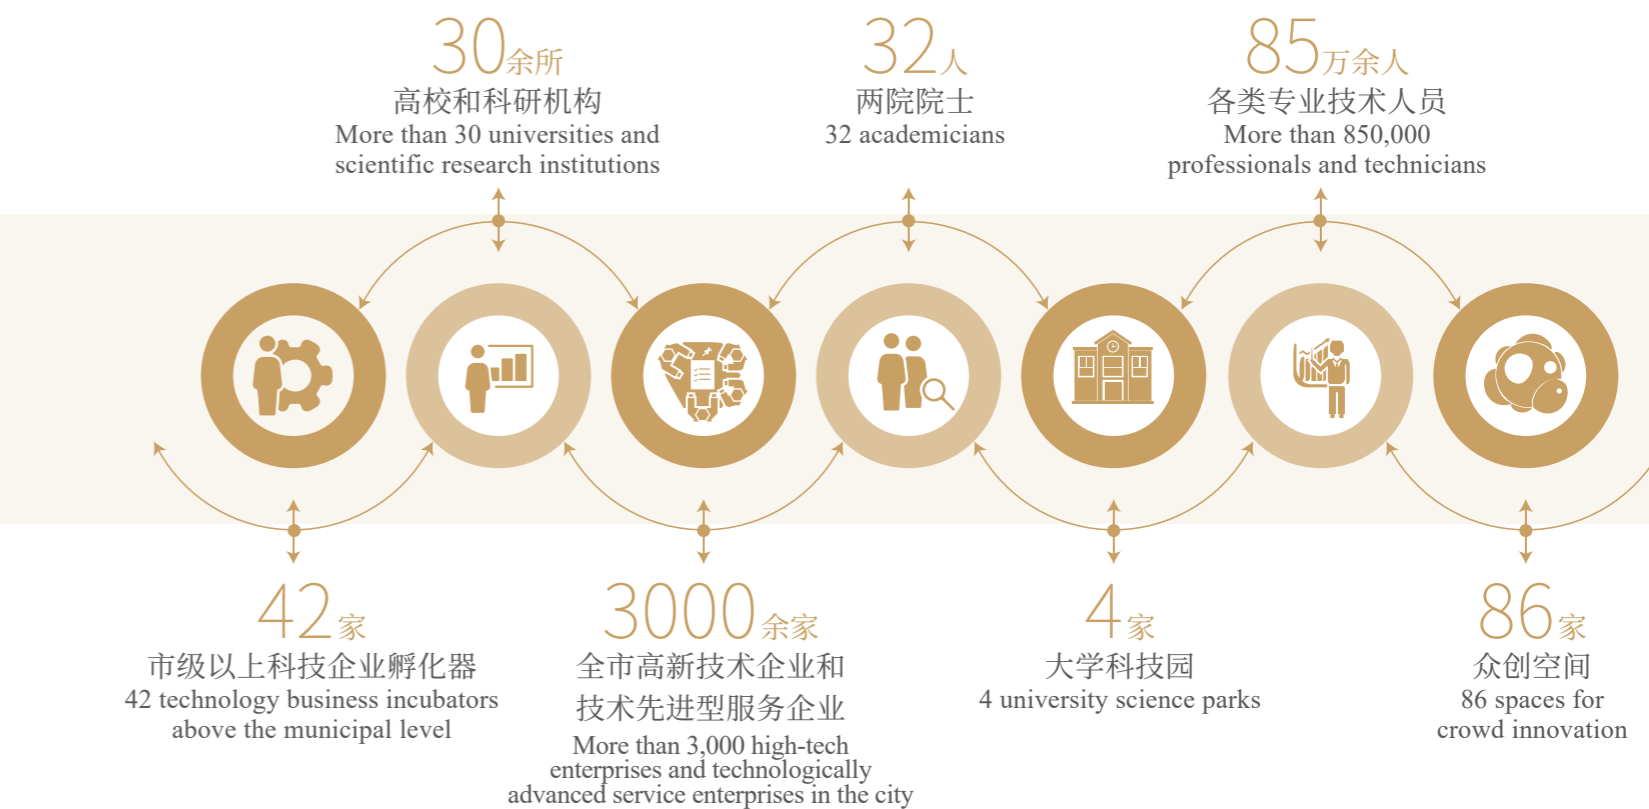 30余所
高校和科研机构
More than 30 universities and
scientific research institutions
32人
两院院士
32 academicians
85万余人
各类专业技术人员
More than 850,000
professionals and technicians
42家
市级以上科技企业孵化器
42 technology business incubators
above the municipal level
3000余家
全市高新技术企业和
技术先进型服务企业
More than 3,000 high-tech
enterprises and technologically
advanced service enterprises in the city
4家
大学科技园
4 university science parks
86家
众创空间
86 spaces for
crowd innovation